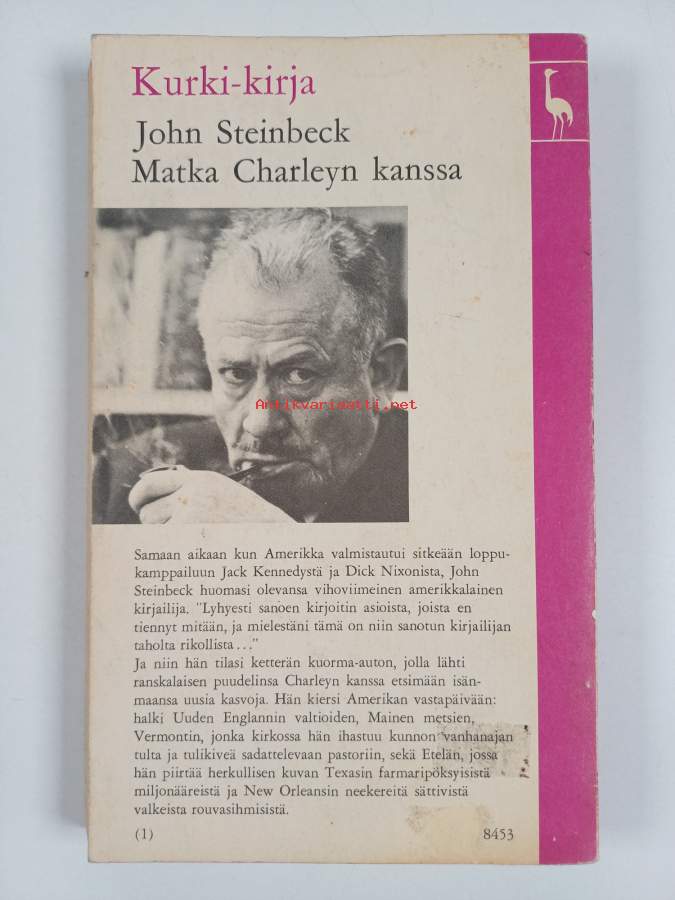 Kurki-kirja
John Steinbeck
Matka Charleyn kanssa
Antikvariaatti.net
Samaan aikaan kun Amerikka valmistautui sitkeään loppu-
kamppailuun Jack Kennedystä ja Dick Nixonista, John
Steinbeck huomasi olevansa vihoviimeinen amerikkalainen
kirjailija. "Lyhyesti sanoen kirjoitin asioista, joista en
tiennyt mitään, ja mielestäni tämä on niin sanotun kirjailijan
taholta rikollista..."
Ja niin hän tilasi ketterän kuorma-auton, jolla lähti
ranskalaisen puudelinsa Charleyn kanssa etsimään isän-
maansa uusia kasvoja. Hän kiersi Amerikan vastapäivään:
halki Uuden Englannin valtioiden, Mainen metsien,
Vermontin, jonka kirkossa hän ihastuu kunnon vanhanajan
tulta ja tulikiveä sadattelevaan pastoriin, sekä Etelän, jossa
hän piirtää herkullisen kuvan Texasin farmaripöksyisistä
miljonääreistä ja New Orleansin neekereitä sättivistä
valkeista rouvasihmisistä.
(1) 8453